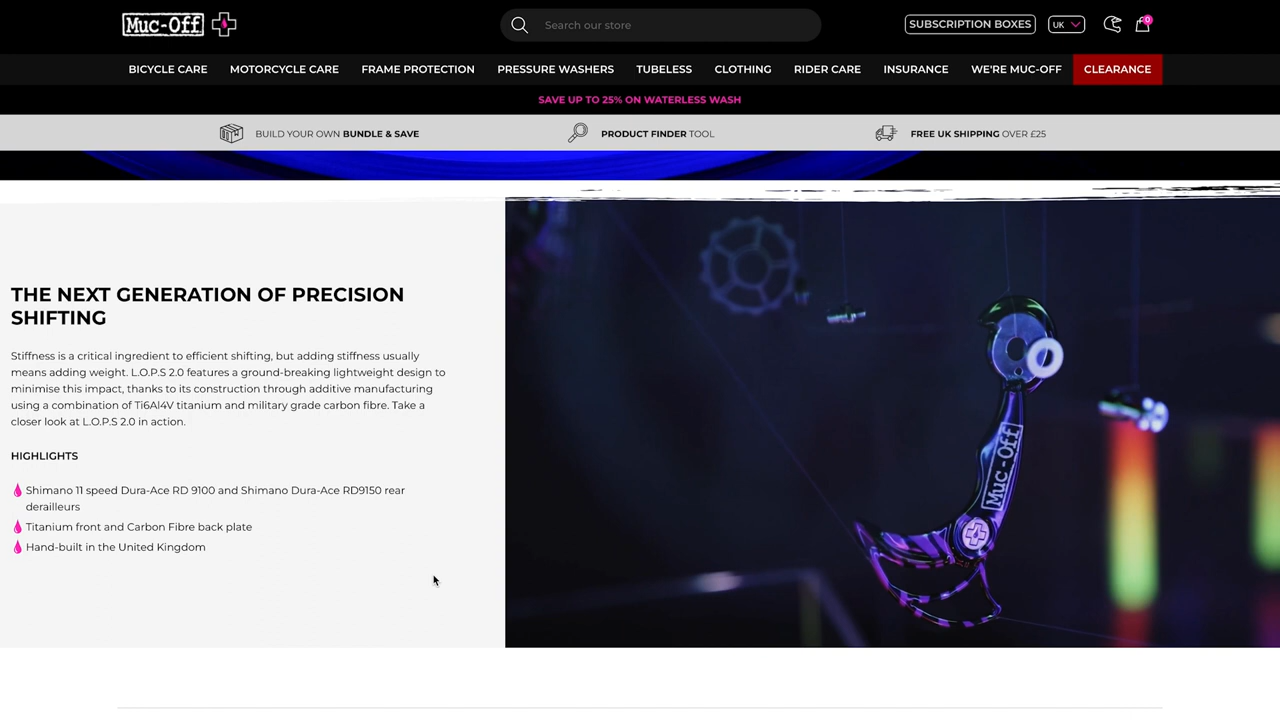 Muc-Off
Search our store
SUBSCRIPTION BOXES
UK
0
BICYCLE CARE
MOTORCYCLE CARE
FRAME PROTECTION
PRESSURE WASHERS
TUBELESS
CLOTHING
RIDER CARE
INSURANCE
WE'RE MUC-OFF
CLEARANCE
SAVE UP TO 25% ON WATERLESS WASH
BUILD YOUR OWN BUNDLE & SAVE
PRODUCT FINDER TOOL
FREE UK SHIPPING OVER £25
THE NEXT GENERATION OF PRECISION
SHIFTING
Stiffness is a critical ingredient to efficient shifting, but adding stiffness usually
means adding weight. L.O.P.S 2.0 features a ground-breaking lightweight design to
minimise this impact, thanks to its construction through additive manufacturing
using a combination of Ti6Al4V titanium and military grade carbon fibre. Take a
closer look at L.O.P.S 2.0 in action.
HIGHLIGHTS
Shimano 11 speed Dura-Ace RD 9100 and Shimano Dura-Ace RD9150 rear
derailleurs
Titanium front and Carbon Fibre back plate
Hand-built in the United Kingdom
Muc-Off